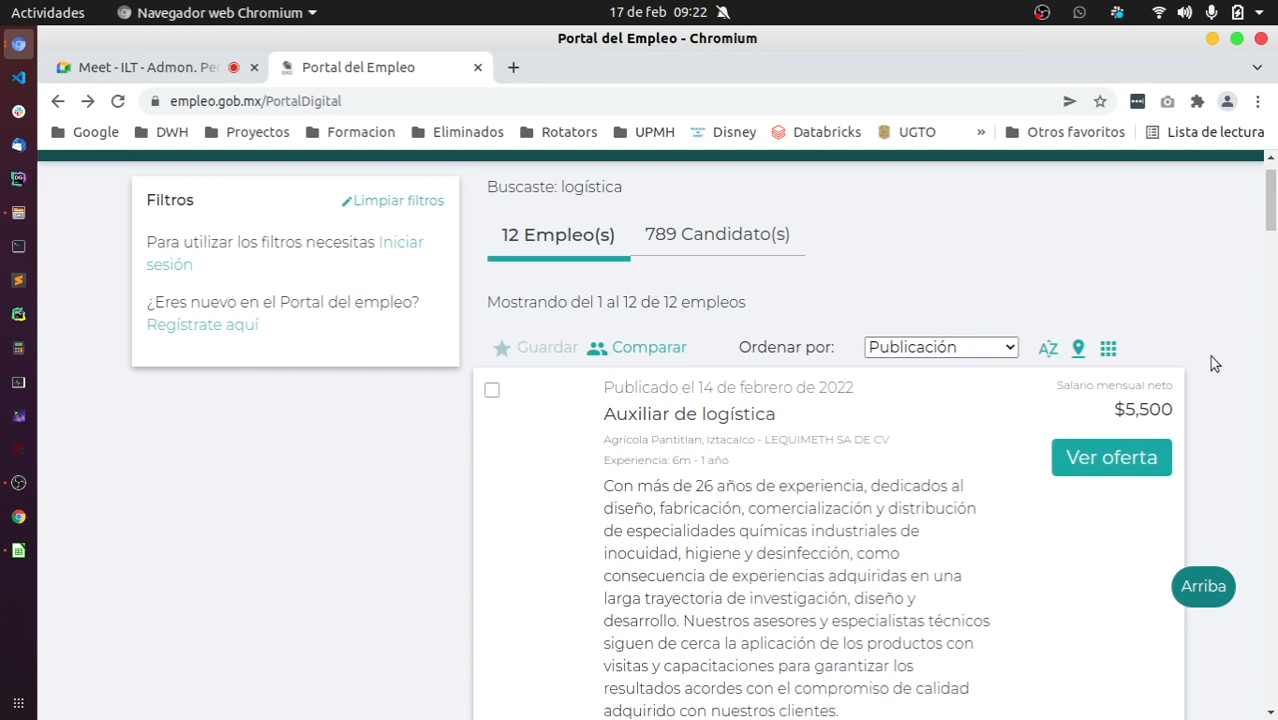 Actividades
Navegador web Chromium
17 de feb 09:22
Portal del Empleo - Chromium
Meet - ILT - Admon. Per
Portal del Empleo
empleo.gob.mx/PortalDigital
Google
DWH
Proyectos
Formacion
Eliminados
Rotators
UPMH
Disney
Databricks
UGTO
»
Otros favoritos
Lista de lectura
Filtros
Limpiar filtros
Para utilizar los filtros necesitas Iniciar
sesión
¿Eres nuevo en el Portal del empleo?
Regístrate aquí
Buscaste: logística
12 Empleo(s)
789 Candidato(s)
Mostrando del 1 al 12 de 12 empleos
Guardar
Comparar
Ordenar por:
Publicación
AZ
Publicado el 14 de febrero de 2022
Salario mensual neto
Auxiliar de logística
$5,500
Agrícola Pantitlan, Iztacalco - LEQUIMETH SA DE CV
Experiencia: 6m - 1 año
Ver oferta
Con más de 26 años de experiencia, dedicados al
diseño, fabricación, comercialización y distribución
de especialidades químicas industriales de
inocuidad, higiene y desinfección, como
consecuencia de experiencias adquiridas en una
larga trayectoria de investigación, diseño y
desarrollo. Nuestros asesores y especialistas técnicos
siguen de cerca la aplicación de los productos con
visitas y capacitaciones para garantizar los
resultados acordes con el compromiso de calidad
adquirido con nuestros clientes.
Arriba